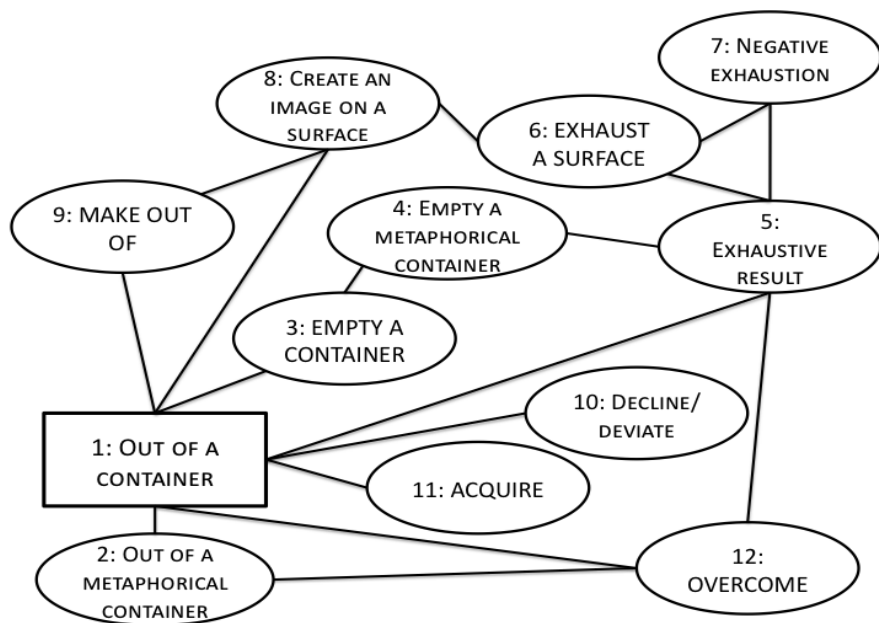 7: NEGATIVE
EXHAUSTION
8: CREATE AN
IMAGE ON A
SURFACE
6: EXHAUST
A SURFACE
9: MAKE OUT
OF
4: EMPTY A
METAPHORICAL
CONTAINER
5:
EXHAUSTIVE
RESULT
3: EMPTY A
CONTAINER
10: DECLINE/
DEVIATE
1: OUT OF A
CONTAINER
11: ACQUIRE
2: OUT OF A
METAPHORICAL
CONTAINER
12:
OVERCOME